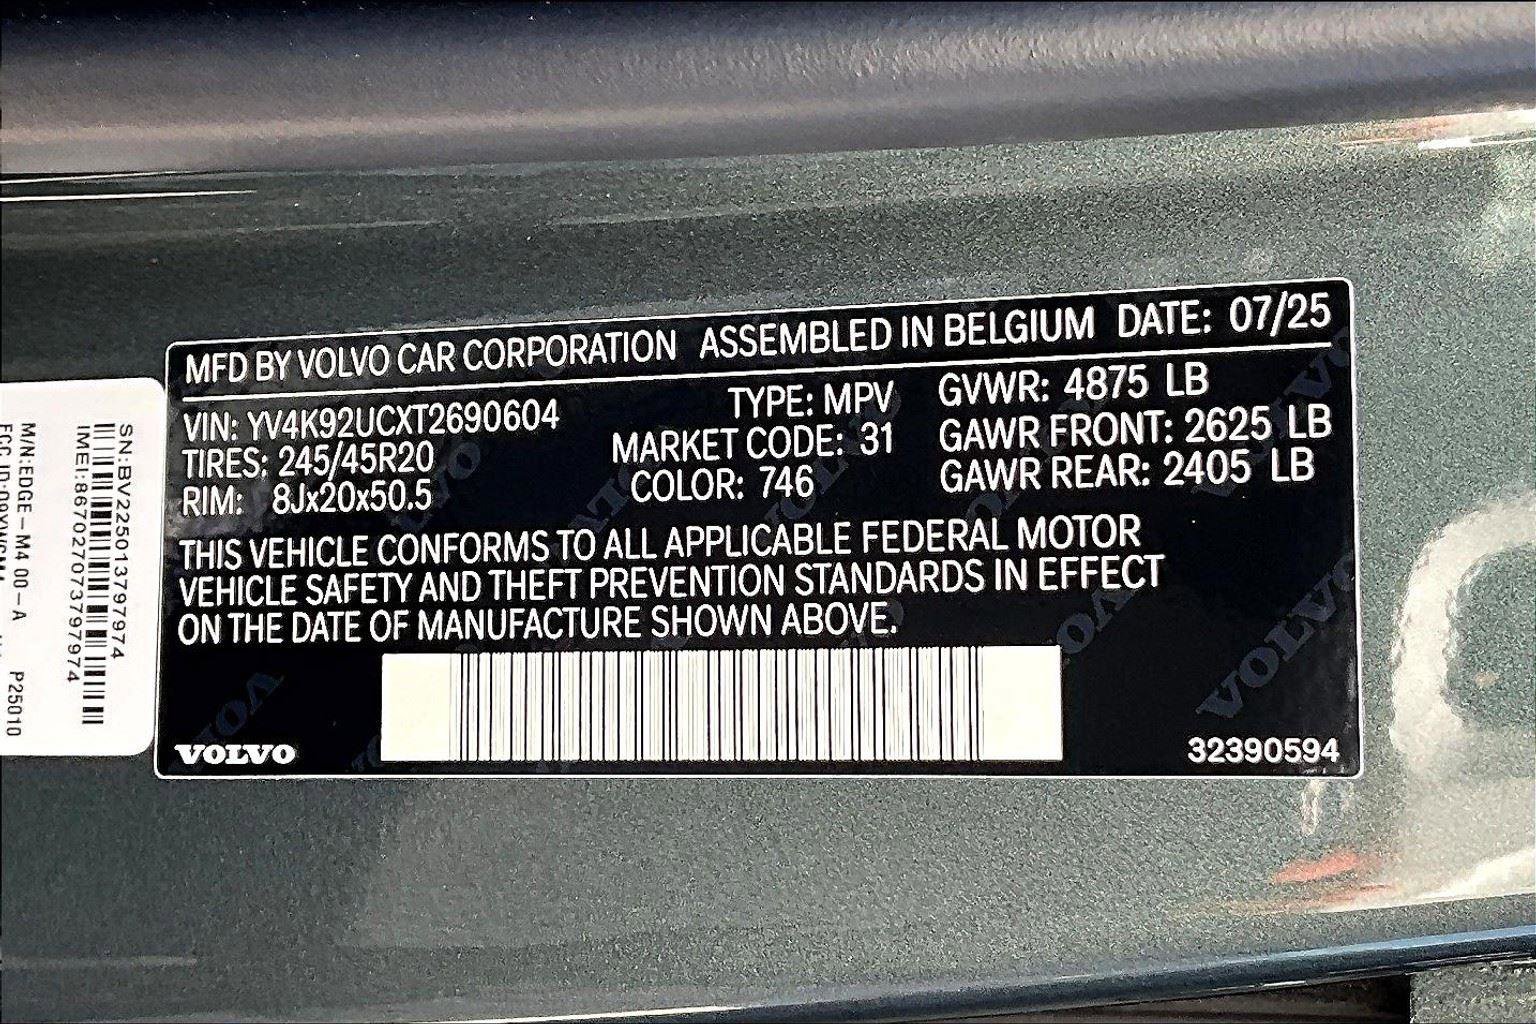 MFD BY VOLVO CAR CORPORATION ASSEMBLED IN BELGIUM DATE: 07/25
VIN: YV4K92UCXT2690604
TIRES: 245/45R20
RIM: 8Jx20x50.5
TYPE: MPV
MARKET CODE: 31
COLOR: 746
GVWR: 4875 LB
GAWR FRONT: 2625 LB
GAWR REAR: 2405 LB
THIS VEHICLE CONFORMS TO ALL APPLICABLE FEDERAL MOTOR
VEHICLE SAFETY AND THEFT PREVENTION STANDARDS IN EFFECT
ON THE DATE OF MANUFACTURE SHOWN ABOVE.
VOLVO
32390594
SN:BV225013797974
IMEI:867027073797974
M/N:EDGE-M4 00-A
P25010
FCC